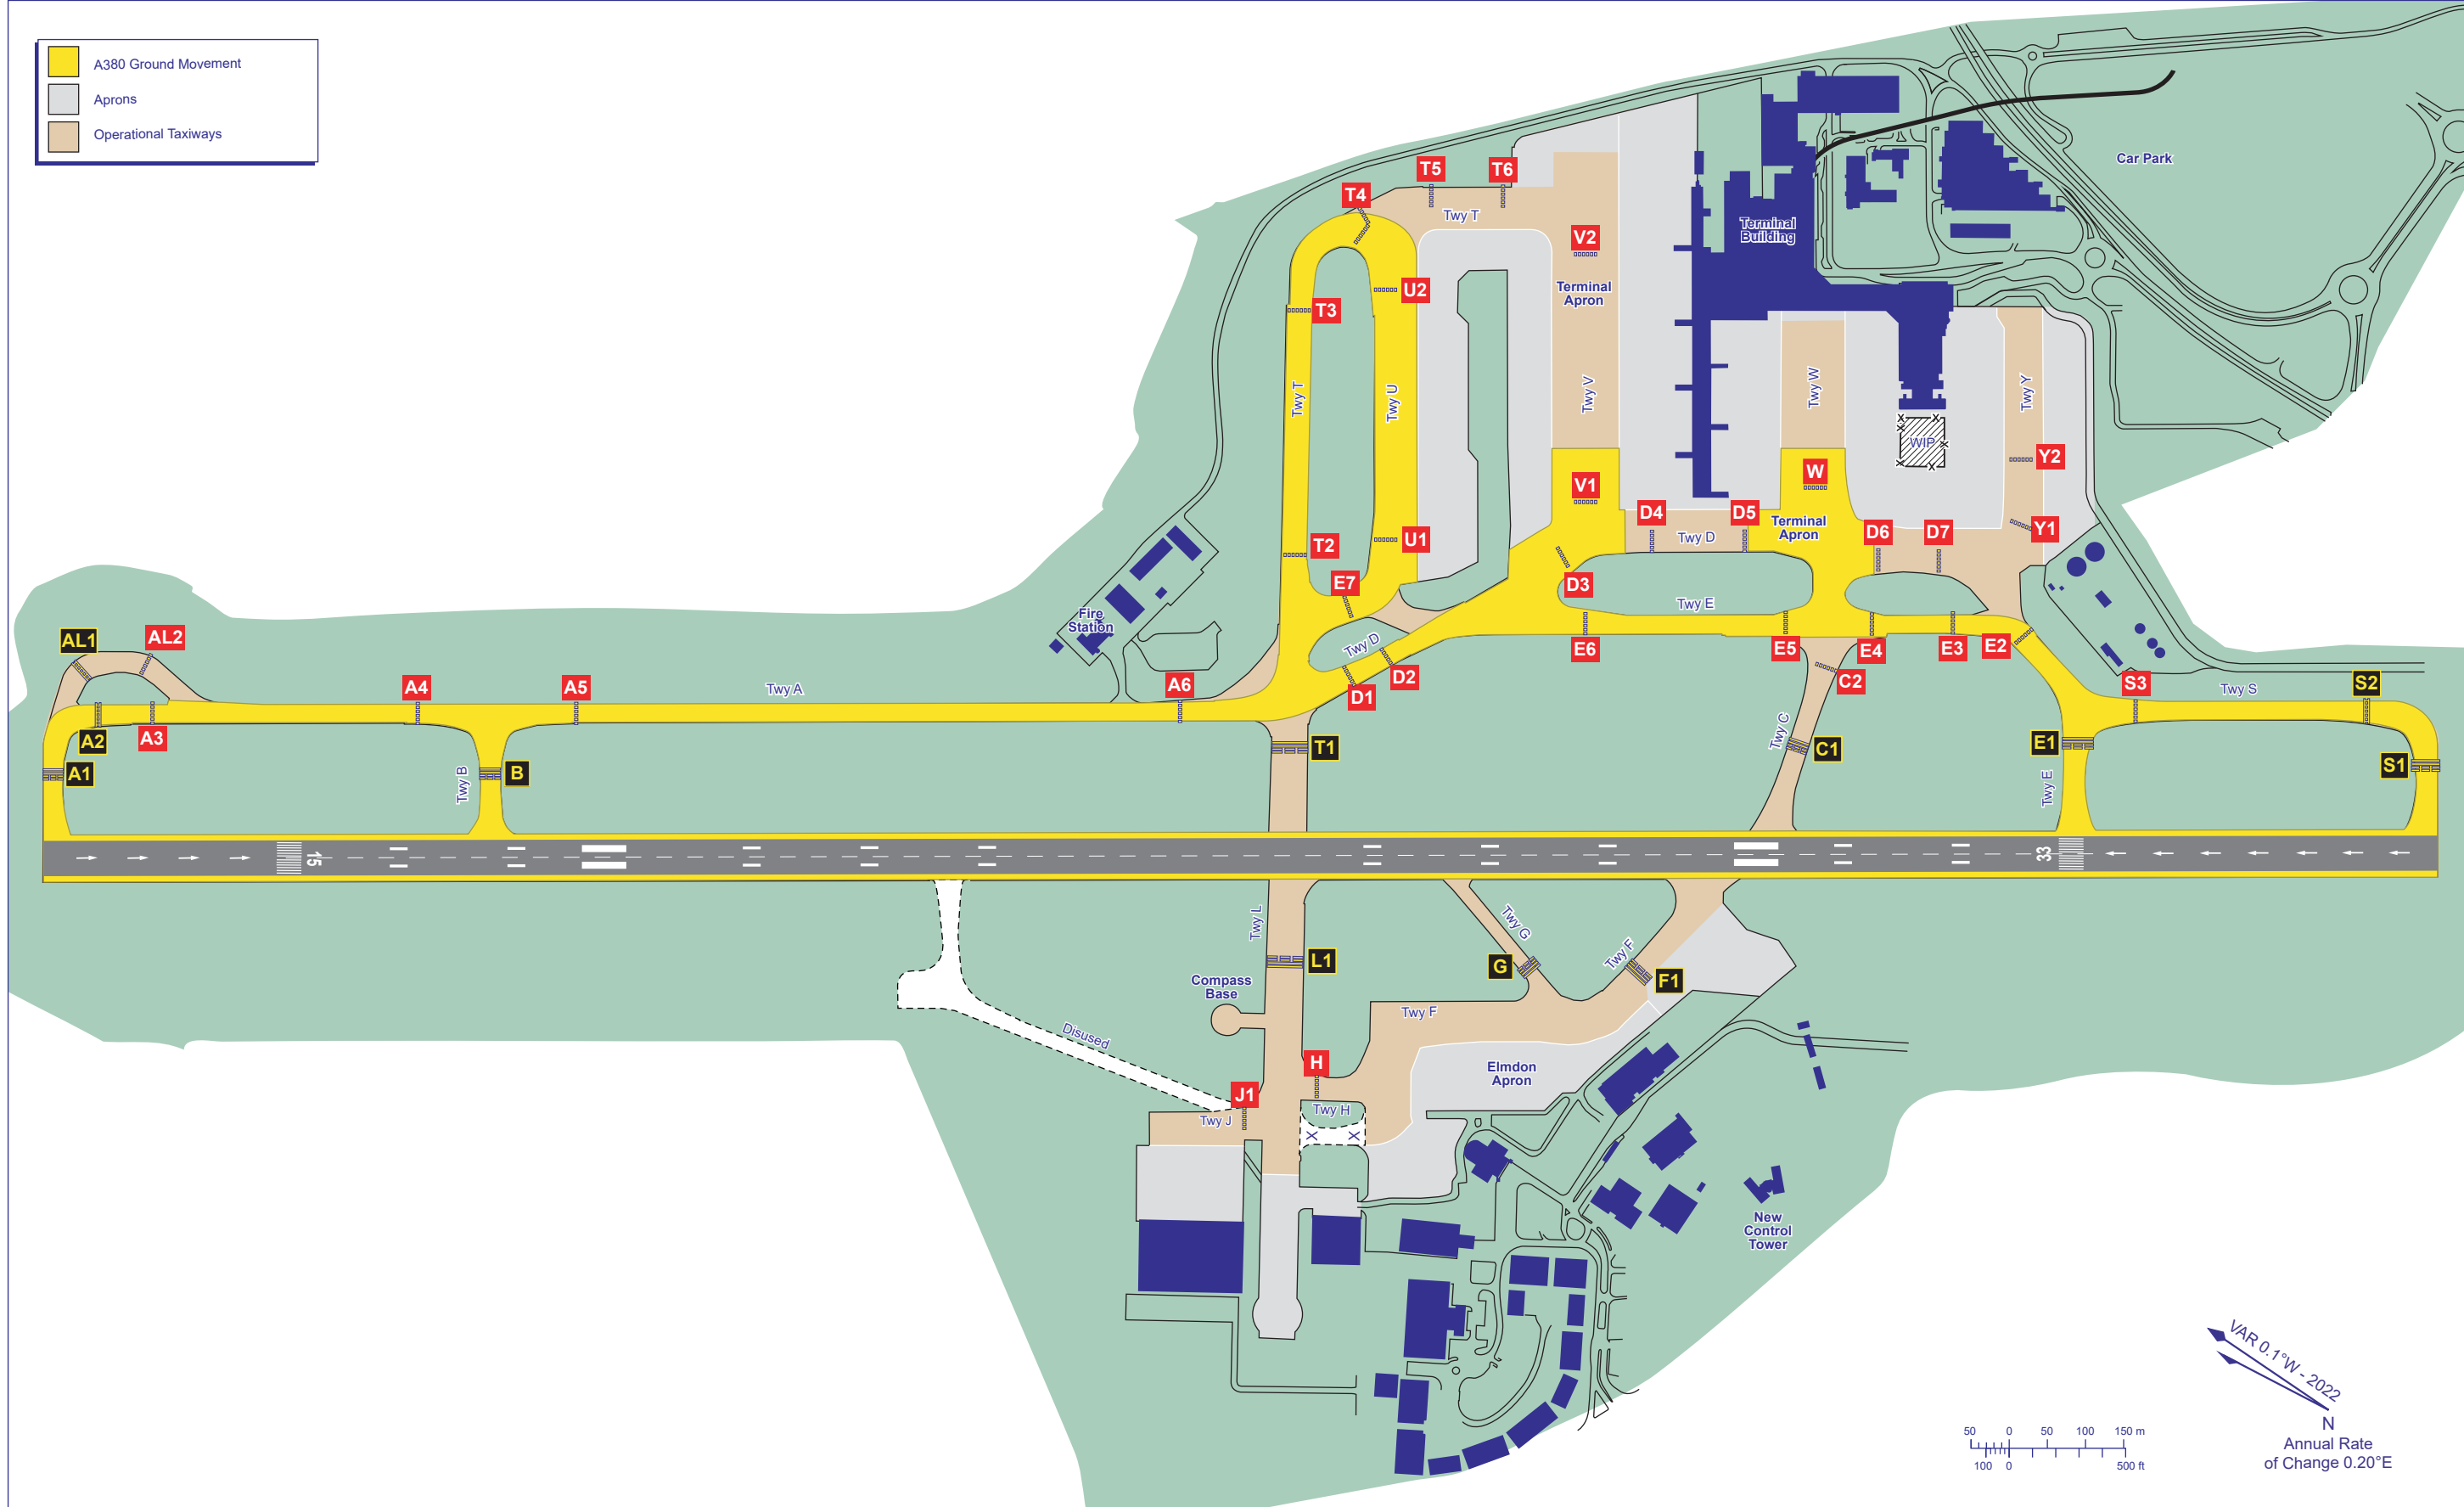 A380 Ground Movement
Aprons
Operational Taxiways
Car Park
T5
T6
T4
Twy T
V2
Terminal
Building
U2
Terminal
Apron
T3
Twy T
Twy U
Twy V
Twy W
Twy Y
WIP
Y2
W
V1
D4
D5
Terminal
Apron
Y1
D6
D7
Twy D
T2
U1
E7
D3
Twy E
Fire
Station
AL1
AL2
Twy D
E6
E5
E4
E3
E2
D2
C2
A4
A5
Twy A
A6
D1
S3
Twy S
S2
A2
A3
T1
Twy C
C1
E1
A1
Twy B
B
Twy E
S1
15
33
Twy L
Twy G
Twy F
L1
G
F1
Compass
Base
Twy F
Disused
H
Elmdon
Apron
J1
Twy J
Twy H
X
X
New
Control
Tower
VAR 0.1°W - 2022
N
Annual Rate
of Change 0.20°E
50 0 50 100 150 m
100 0 500 ft